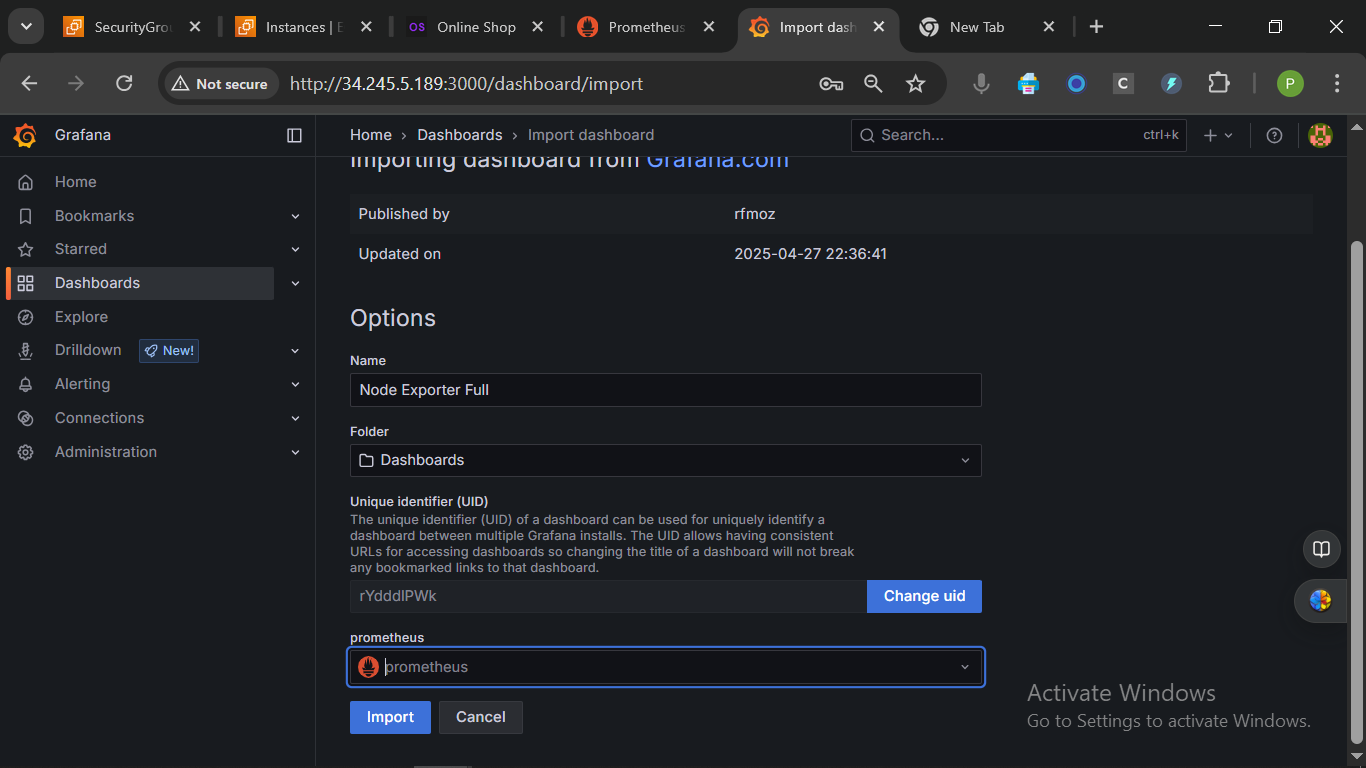 SecurityGro
Instances | E
OS Online Shop
Prometheus
Import dash
New Tab
Not secure
http://34.245.5.189:3000/dashboard/import
C
P
Grafana
Home › Dashboards › Import dashboard
Search...
ctrl+k
Home
Bookmarks
Starred
Dashboards
Explore
Drilldown
New!
Alerting
Connections
Administration
Importing dashboard from Grafana.com
Published by rfmoz
Updated on 2025-04-27 22:36:41
Options
Name
Node Exporter Full
Folder
Dashboards
Unique identifier (UID)
The unique identifier (UID) of a dashboard can be used for uniquely identify a
dashboard between multiple Grafana installs. The UID allows having consistent
URLs for accessing dashboards so changing the title of a dashboard will not break
any bookmarked links to that dashboard.
rYdddlPWk
Change uid
prometheus
prometheus
Import
Cancel
Activate Windows
Go to Settings to activate Windows.